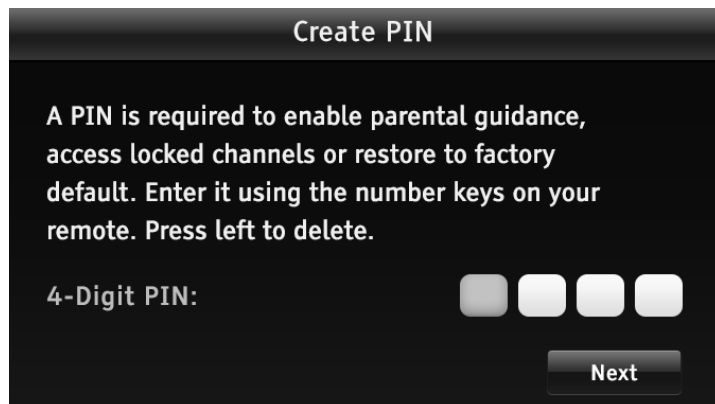 Create PIN
A PIN is required to enable parental guidance,
access locked channels or restore to factory
default. Enter it using the number keys on your
remote. Press left to delete.
4-Digit PIN:
Next